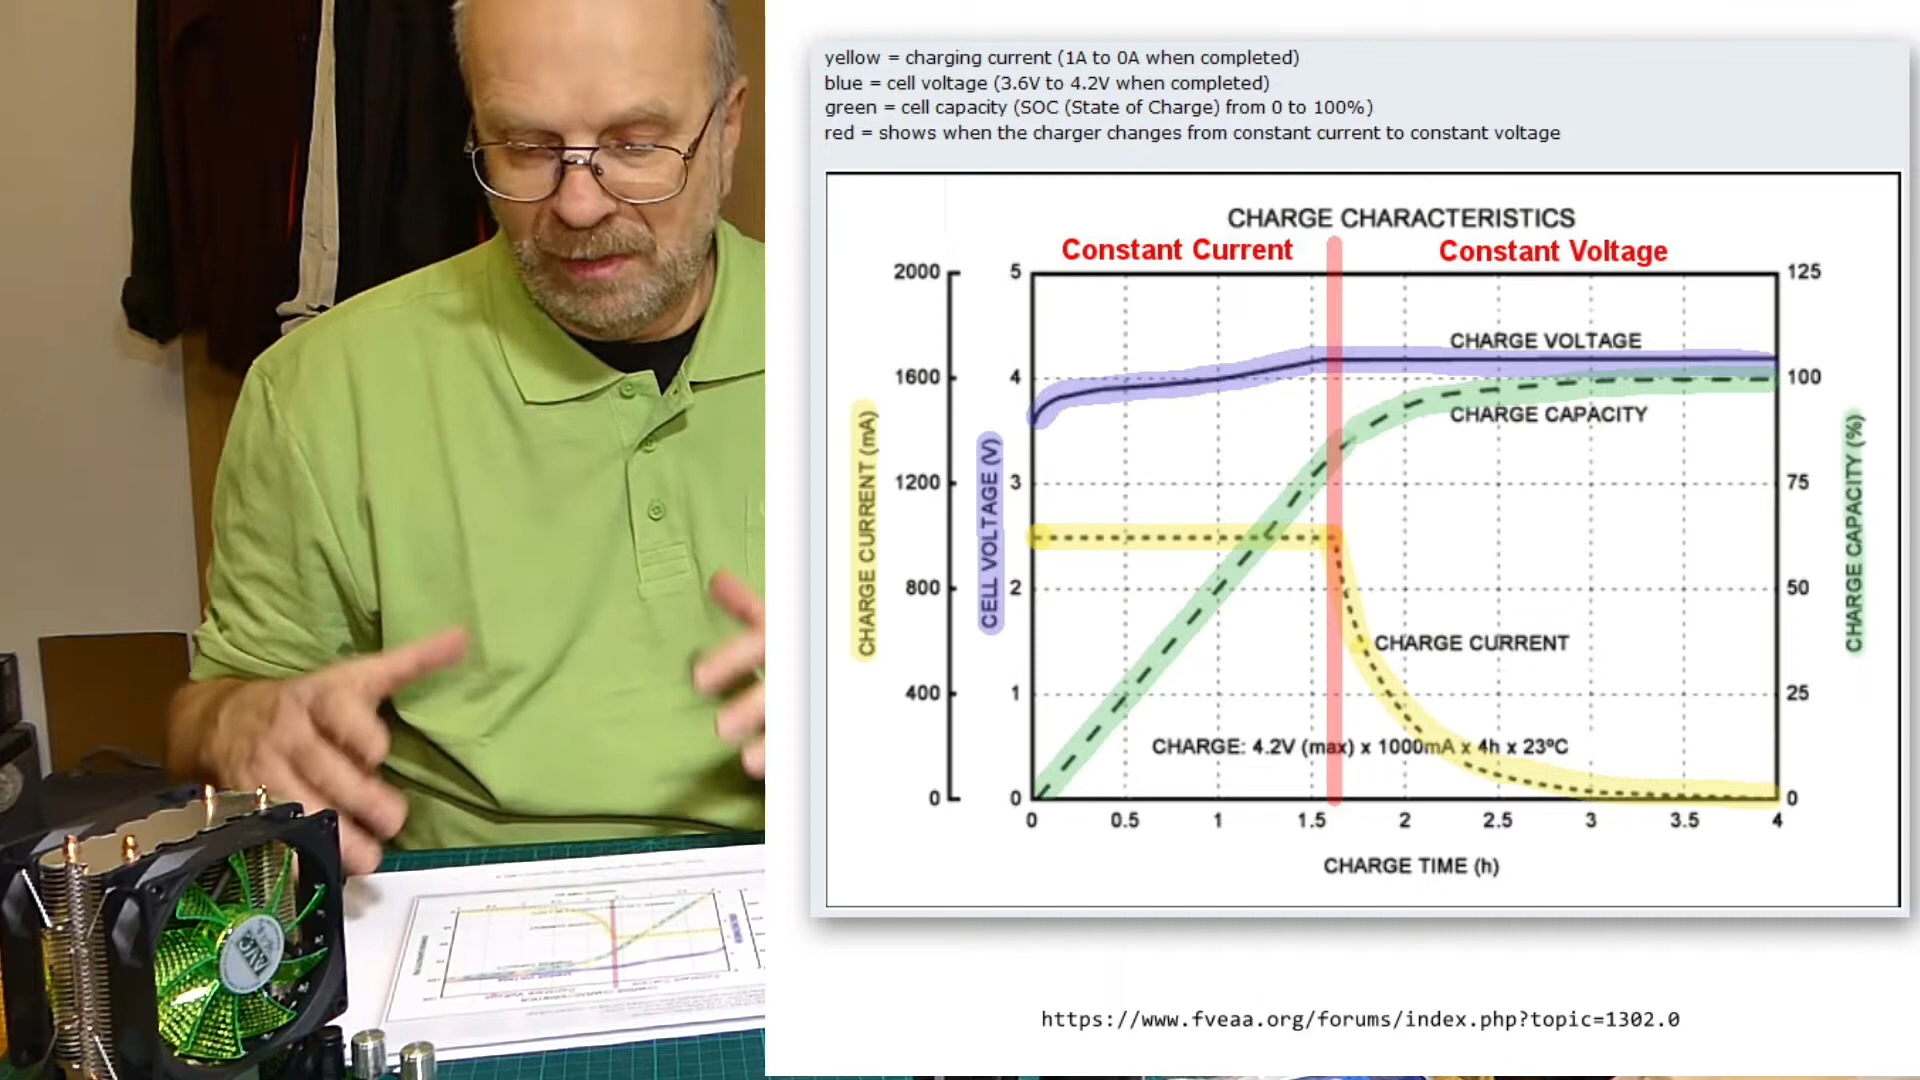 yellow = charging current (1A to 0A when completed)
blue = cell voltage (3.6V to 4.2V when completed)
green = cell capacity (SOC (State of Charge) from 0 to 100%)
red = shows when the charger changes from constant current to constant voltage
CHARGE CHARACTERISTICS
Constant Current Constant Voltage
2000 5 125
CHARGE VOLTAGE
1600 4 100
CHARGE CAPACITY
CHARGE CURRENT (mA)
CELL VOLTAGE (V)
CHARGE CAPACITY (%)
1200 3 75
800 2 50
CHARGE CURRENT
400 1 25
CHARGE: 4.2V (max) x 1000mA x 4h x 23ºC
0 0 0
0 0.5 1 1.5 2 2.5 3 3.5 4
CHARGE TIME (h)
AVC
https://www.fveaa.org/forums/index.php?topic=1302.0